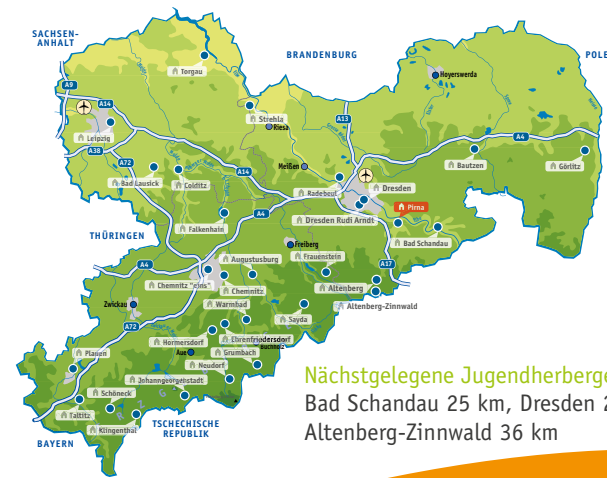 SACHSEN-
ANHALT
BRANDENBURG
POLE
A9
Torgau
Hoyerswerda
A14
Strehla
Riesa
A13
A4
Leipzig
A38
A72
Bautzen
Görlitz
Meißen
Bad Lausick
Colditz
A14
Radebeul
Dresden
Pirna
A4
Dresden Rudi Arndt
Falkenhain
Bad Schandau
THÜRINGEN
Freiberg
Frauenstein
A4
Augustusburg
A17
Chemnitz "eins"
Chemnitz
Altenberg
Warmbad
Altenberg-Zinnwald
Zwickau
Sayda
A72
Hormersdorf
Ehrenfriedersdorf
Buchholz
Aue
Grumbach
Plauen
Neudorf
Johanngeorgenstadt
Schöneck
Taltitz
Klingenthal
TSCHECHISCHE
REPUBLIK
BAYERN
Nächstgelegene Jugendherberge
Bad Schandau 25 km, Dresden 2
Altenberg-Zinnwald 36 km